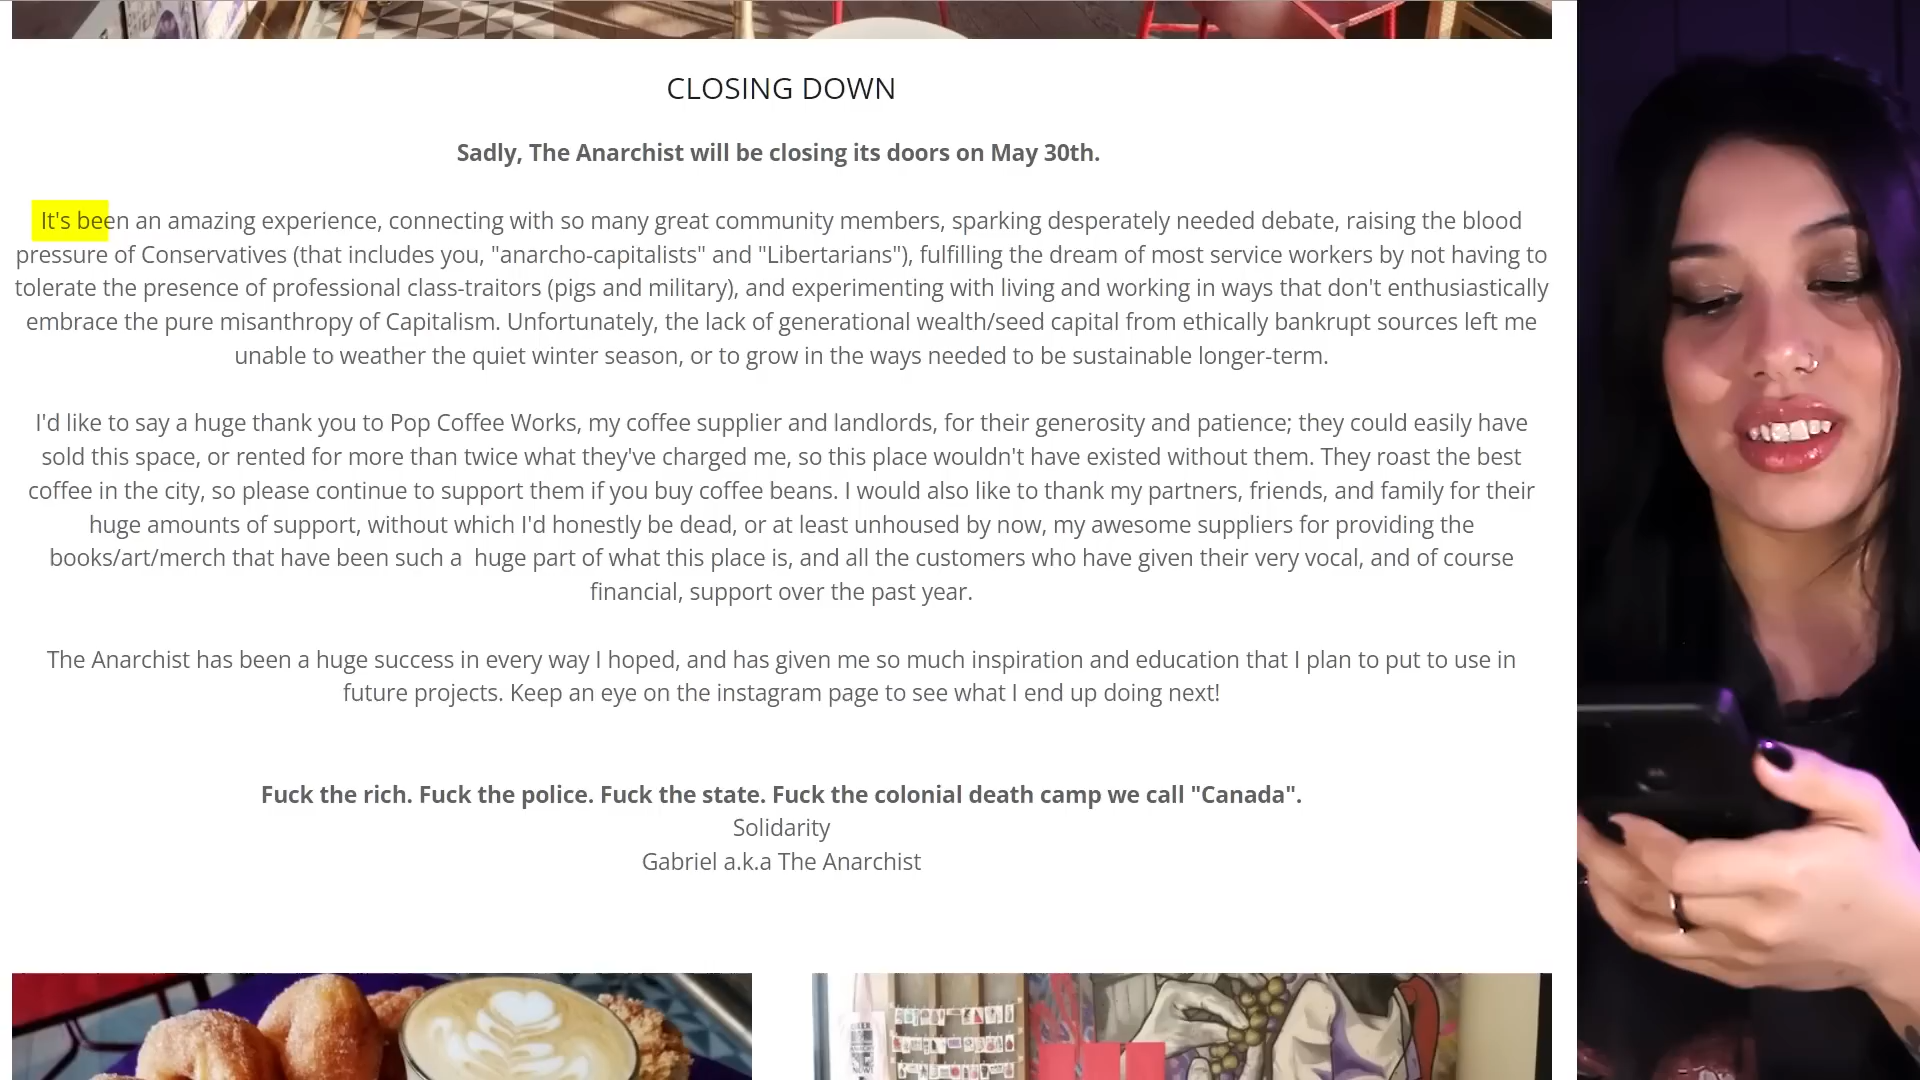 CLOSING DOWN
Sadly, The Anarchist will be closing its doors on May 30th.
It's been an amazing experience, connecting with so many great community members, sparking desperately needed debate, raising the blood
pressure of Conservatives (that includes you, "anarcho-capitalists" and "Libertarians"), fulfilling the dream of most service workers by not having to
tolerate the presence of professional class-traitors (pigs and military), and experimenting with living and working in ways that don't enthusiastically
embrace the pure misanthropy of Capitalism. Unfortunately, the lack of generational wealth/seed capital from ethically bankrupt sources left me
unable to weather the quiet winter season, or to grow in the ways needed to be sustainable longer-term.
I'd like to say a huge thank you to Pop Coffee Works, my coffee supplier and landlords, for their generosity and patience; they could easily have
sold this space, or rented for more than twice what they've charged me, so this place wouldn't have existed without them. They roast the best
coffee in the city, so please continue to support them if you buy coffee beans. I would also like to thank my partners, friends, and family for their
huge amounts of support, without which I'd honestly be dead, or at least unhoused by now, my awesome suppliers for providing the
books/art/merch that have been such a  huge part of what this place is, and all the customers who have given their very vocal, and of course
financial, support over the past year.
The Anarchist has been a huge success in every way I hoped, and has given me so much inspiration and education that I plan to put to use in
future projects. Keep an eye on the instagram page to see what I end up doing next!
Fuck the rich. Fuck the police. Fuck the state. Fuck the colonial death camp we call "Canada".
Solidarity
Gabriel a.k.a The Anarchist